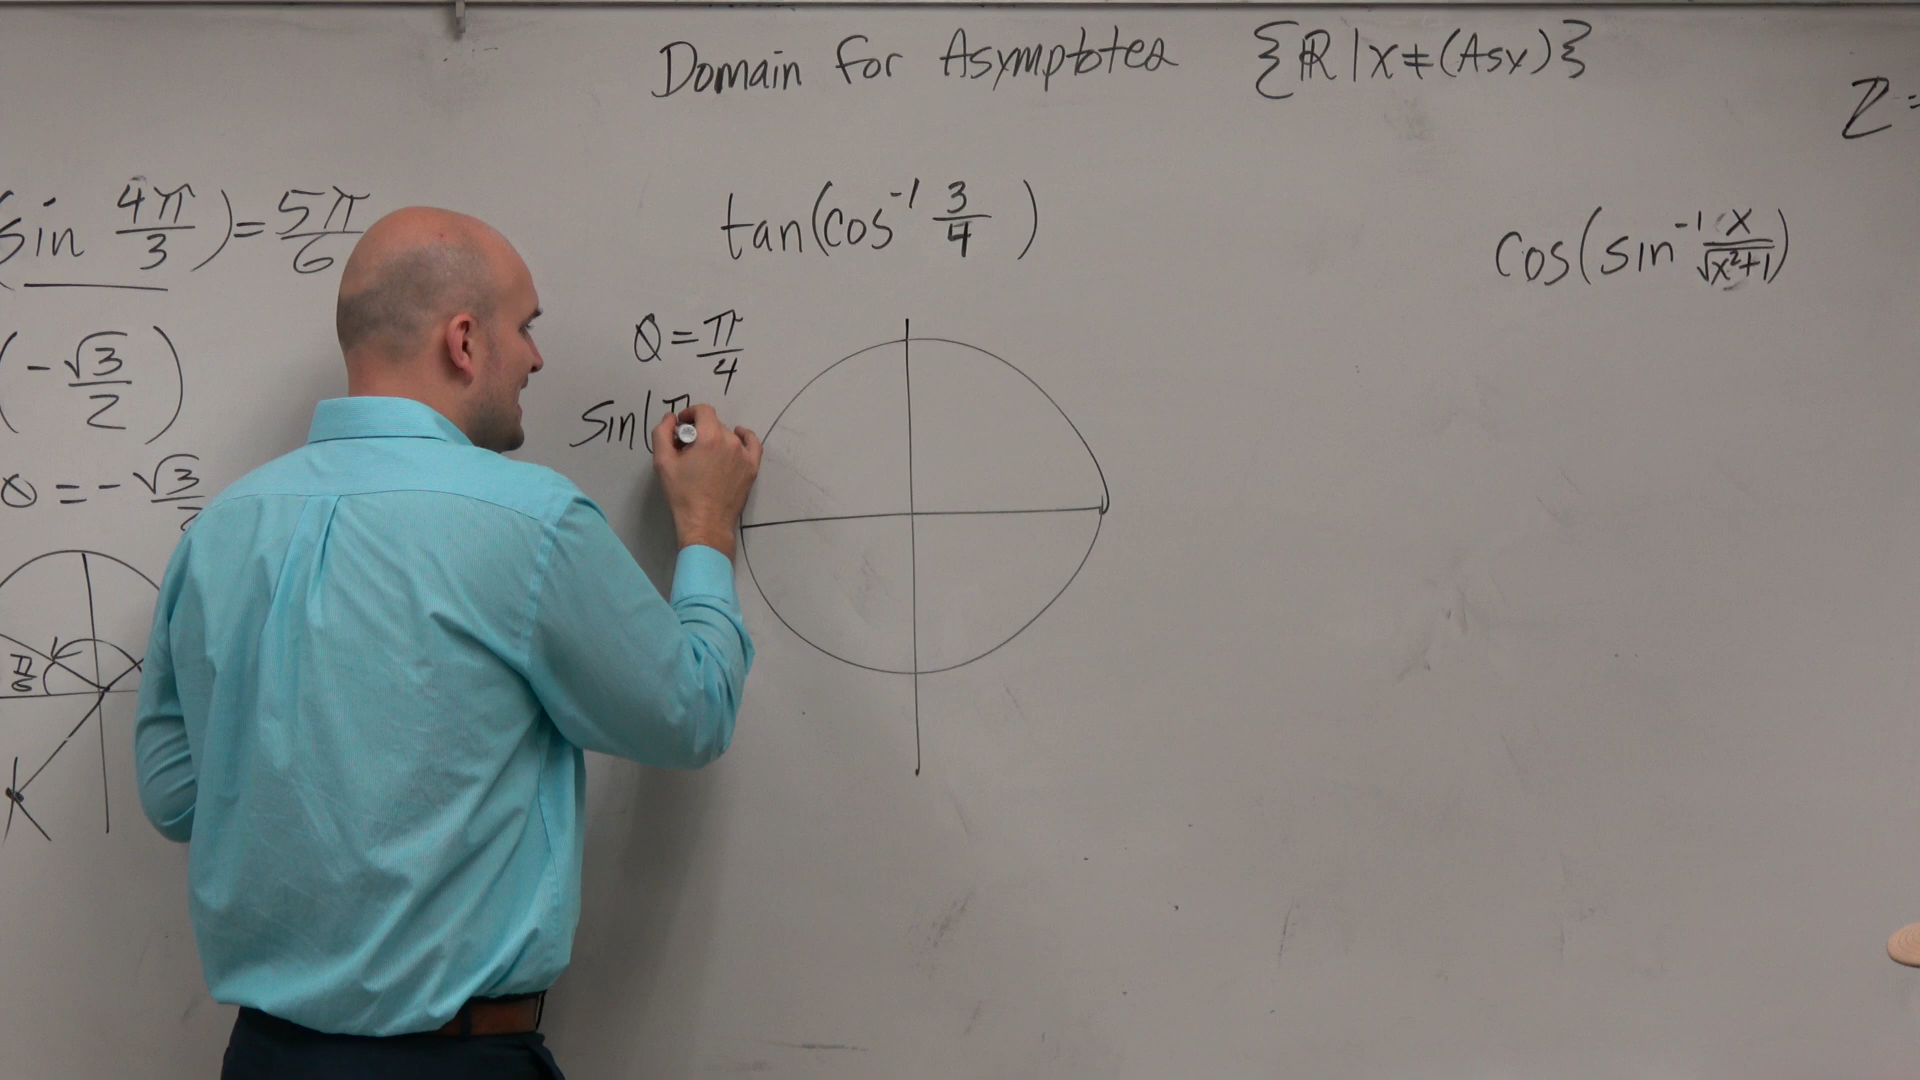 Domain For Asymptotes {ℝ | x ≠ (Asy)}
Z =
sin 4π/3) = 5π/6
(-√3/2)
θ = -√3/2
π/6
tan(cos⁻¹ 3/4)
θ = π/4
sin(π
cos(sin⁻¹ x/√(x²+1))